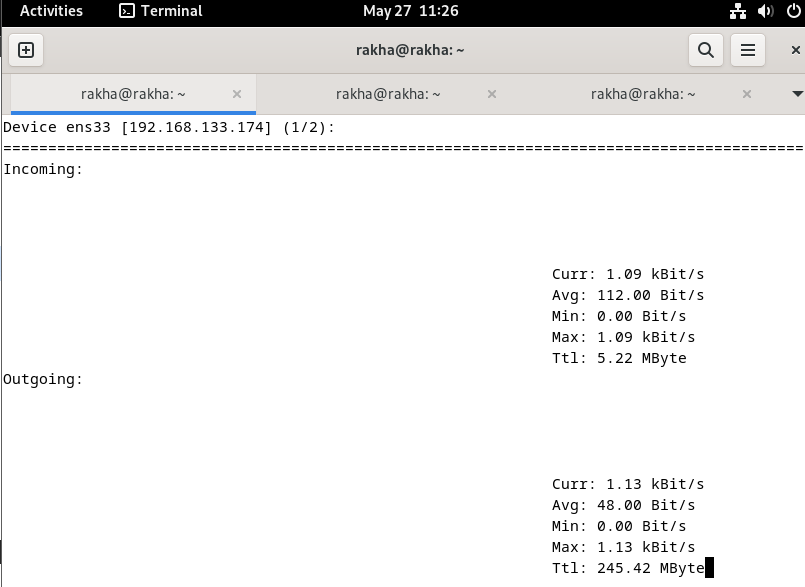 Activities Terminal May 27 11:26
rakha@rakha: ~
rakha@rakha: ~ × rakha@rakha: ~ × rakha@rakha: ~ ×
Device ens33 [192.168.133.174] (1/2):
=========================================================================================
Incoming:
Curr: 1.09 kBit/s
Avg: 112.00 Bit/s
Min: 0.00 Bit/s
Max: 1.09 kBit/s
Ttl: 5.22 MByte
Outgoing:
Curr: 1.13 kBit/s
Avg: 48.00 Bit/s
Min: 0.00 Bit/s
Max: 1.13 kBit/s
Ttl: 245.42 MByte